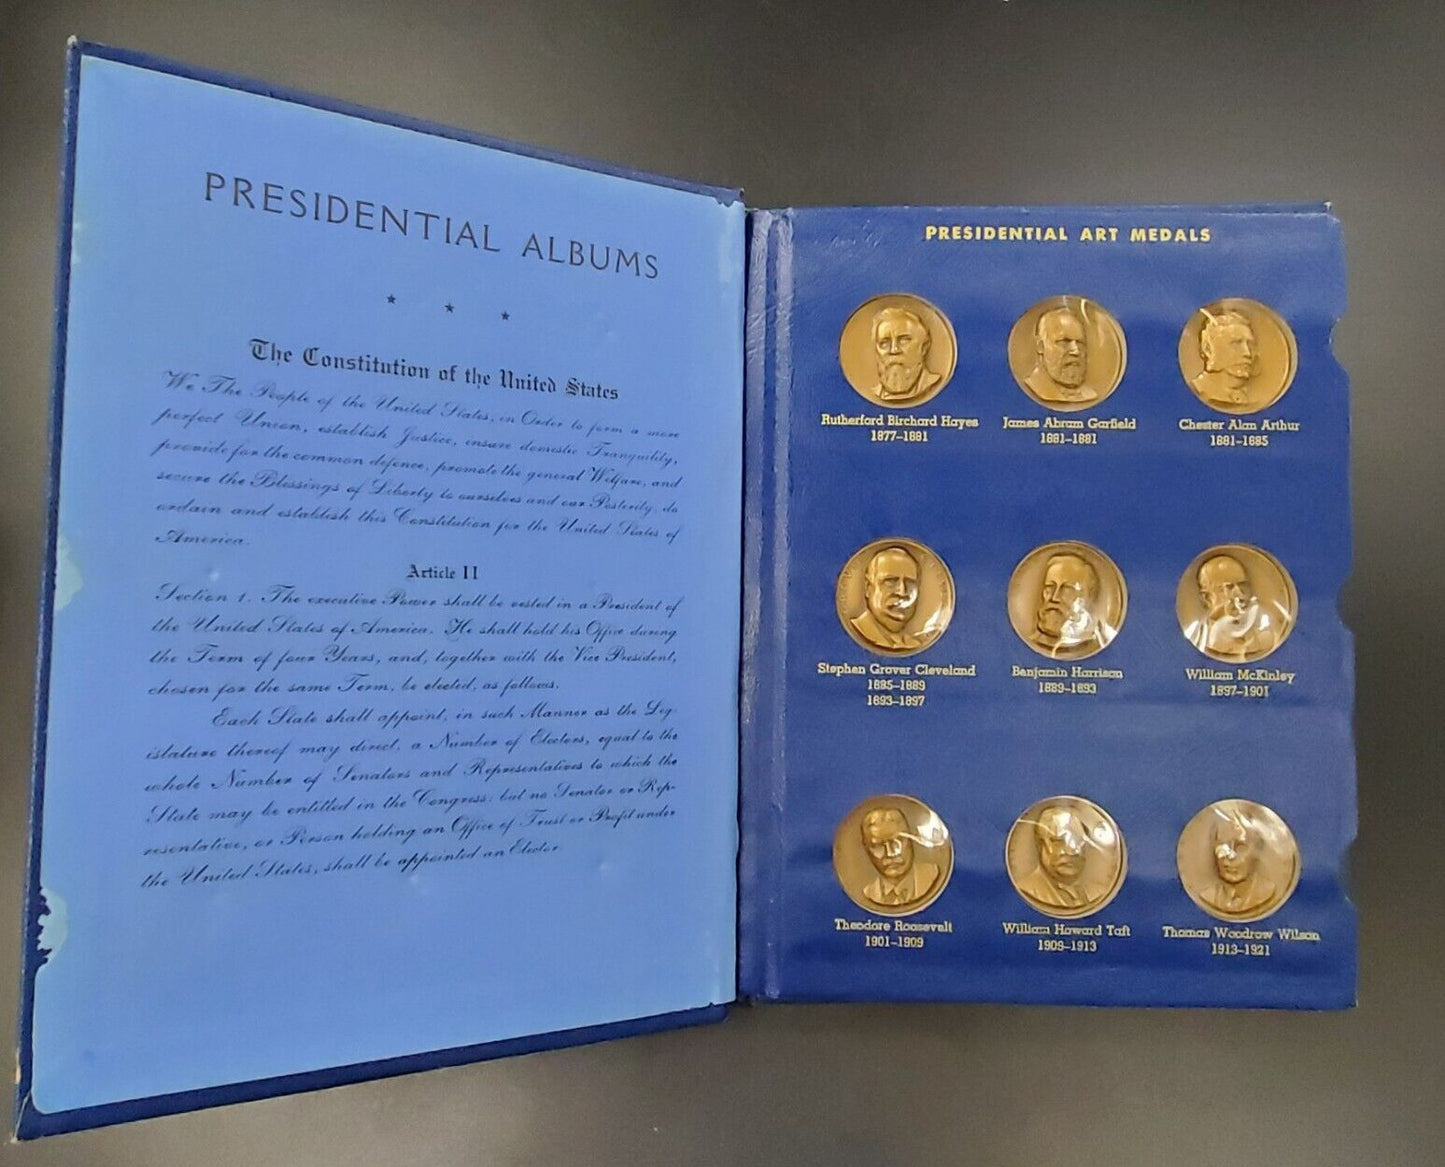 PRESIDENTIAL ALBUMS
The Constitution of the United States
We The People of the United States, in Order to form a more
perfect Union, establish Justice, insure domestic Tranquility,
provide for the common defence, promote the general Welfare, and
secure the Blessings of Liberty to ourselves and our Posterity, do
ordain and establish this Constitution for the United States of
America.
Article II
Section 1. The executive Power shall be vested in a President of
the United States of America. He shall hold his Office during
the Term of four Years, and, together with the Vice President,
chosen for the same Term, be elected, as follows.
Each State shall appoint, in such Manner as the Leg-
islature thereof may direct, a Number of Electors, equal to the
whole Number of Senators and Representatives to which the
State may be entitled in the Congress: but no Senator or Rep-
resentative, or Person holding an Office of Trust or Profit under
the United States, shall be appointed an Elector.
PRESIDENTIAL ART MEDALS
Rutherford Birchard Hayes
1877–1881
James Abram Garfield
1881–1881
Chester Alan Arthur
1881–1885
Stephen Grover Cleveland
1885–1889
1893–1897
Benjamin Harrison
1889–1893
William McKinley
1897–1901
Theodore Roosevelt
1901–1909
William Howard Taft
1909–1913
Thomas Woodrow Wilson
1913–1921